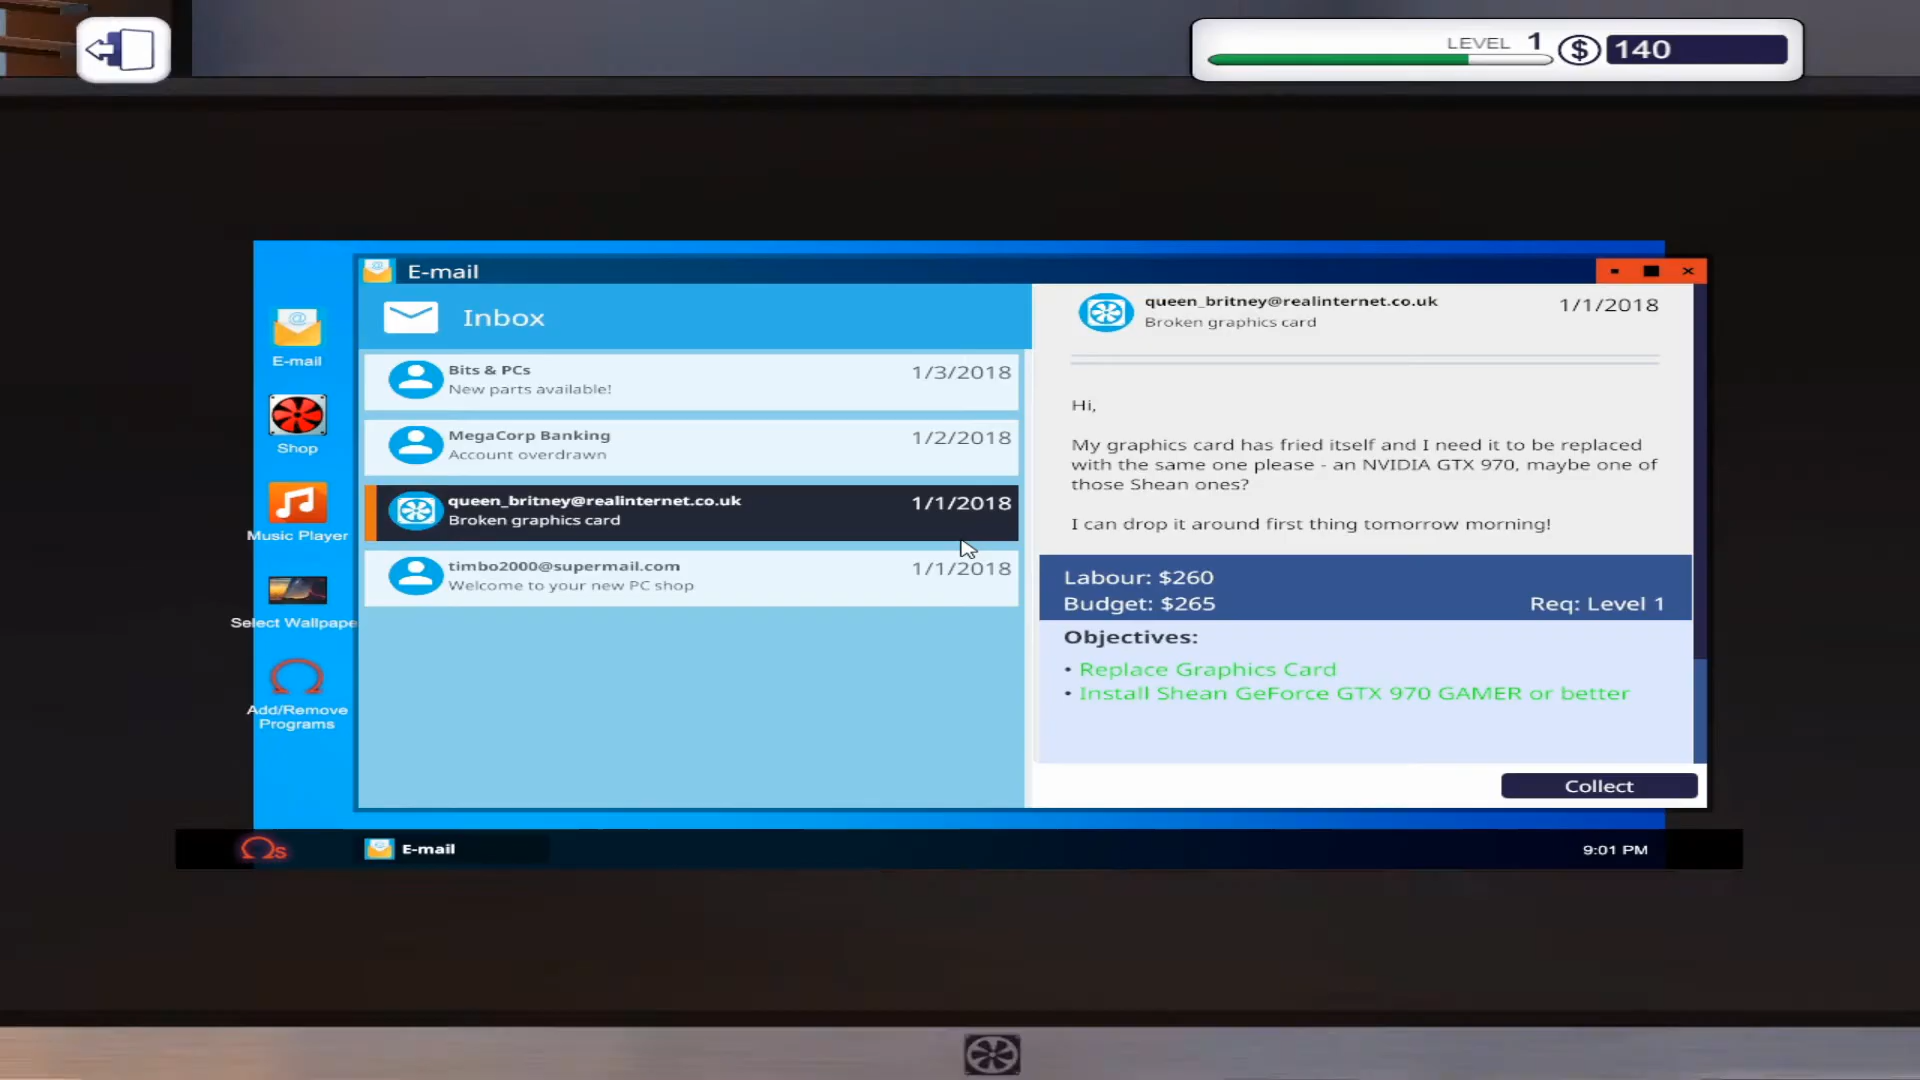 LEVEL 1
$ 140
E-mail
Inbox
Bits & PCs
New parts available!
1/3/2018
MegaCorp Banking
Account overdrawn
1/2/2018
queen_britney@realinternet.co.uk
Broken graphics card
1/1/2018
timbo2000@supermail.com
Welcome to your new PC shop
1/1/2018
queen_britney@realinternet.co.uk
Broken graphics card
1/1/2018
Hi,
My graphics card has fried itself and I need it to be replaced
with the same one please - an NVIDIA GTX 970, maybe one of
those Shean ones?
I can drop it around first thing tomorrow morning!
Labour: $260
Budget: $265
Req: Level 1
Objectives:
• Replace Graphics Card
• Install Shean GeForce GTX 970 GAMER or better
Collect
E-mail
Shop
Music Player
Select Wallpape
Add/Remove
Programs
Ωs
E-mail
9:01 PM